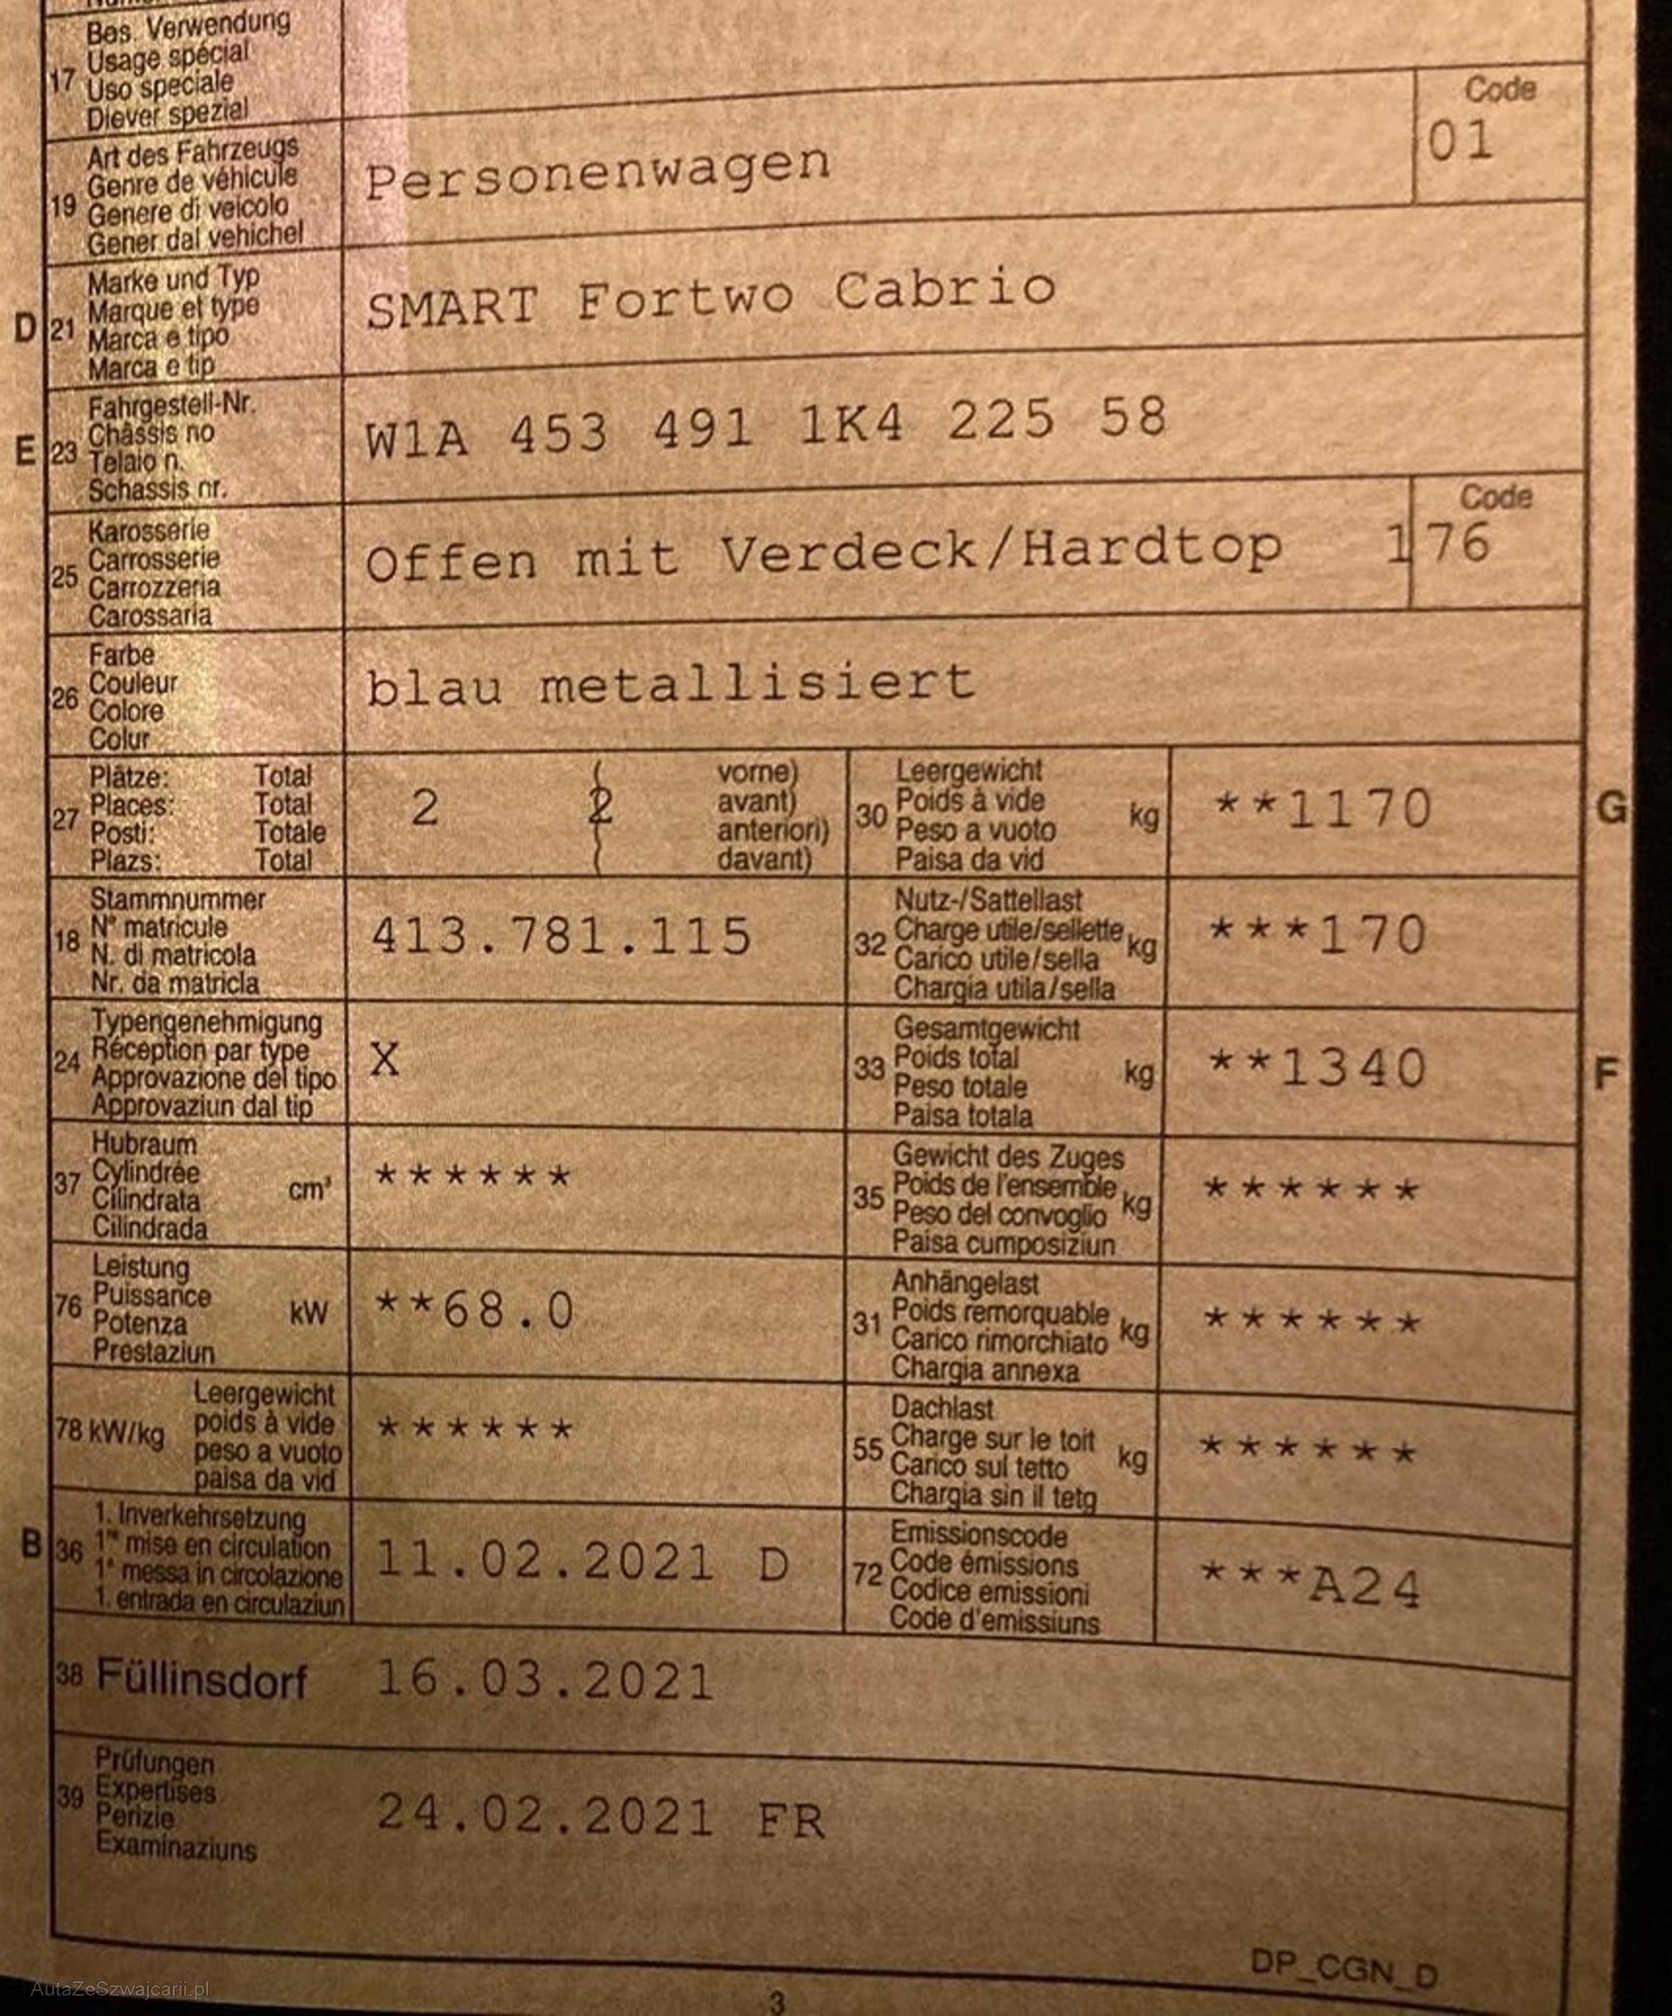 17 Bes. Verwendung
Usage spécial
Uso speciale
Diever spezial
19 Art des Fahrzeugs
Genre de véhicule
Genere di veicolo
Gener dal vehichel
Personenwagen
Code
01
D 21 Marke und Typ
Marque et type
Marca e tipo
Marca e tip
SMART Fortwo Cabrio
E 23 Fahrgestell-Nr.
Châssis no
Telaio n.
Schassis nr.
W1A 453 491 1K4 225 58
25 Karosserie
Carrosserie
Carrozzeria
Carossaria
Offen mit Verdeck/Hardtop
Code
176
26 Farbe
Couleur
Colore
Colur
blau metallisiert
27 Plätze: Total
Places: Total
Posti: Totale
Plazs: Total
2 2
( vorne)
( avant)
( anteriori)
( davant)
30 Leergewicht
Poids à vide
Peso a vuoto
Paisa da vid
kg
**1170
G
18 Stammnummer
N° matricule
N. di matricola
Nr. da matricla
413.781.115
32 Nutz-/Sattellast
Charge utile/sellette
Carico utile/sella
Chargia utila/sella
kg
***170
24 Typengenehmigung
Réception par type
Approvazione del tipo
Approvaziun dal tip
X
33 Gesamtgewicht
Poids total
Peso totale
Paisa totala
kg
**1340
F
37 Hubraum
Cylindrée
Cilindrata
Cilindrada
cm³
******
35 Gewicht des Zuges
Poids de l'ensemble
Peso del convoglio
Paisa cumposiziun
kg
******
76 Leistung
Puissance
Potenza
Prestaziun
kW
**68.0
31 Anhängelast
Poids remorquable
Carico rimorchiato
Chargia annexa
kg
******
78 kW/kg
Leergewicht
poids à vide
peso a vuoto
paisa da vid
******
55 Dachlast
Charge sur le toit
Carico sul tetto
Chargia sin il tetg
kg
******
B 36 1. Inverkehrsetzung
1re mise en circulation
1a messa in circolazione
1. entrada en circulaziun
11.02.2021 D
72 Emissionscode
Code émissions
Codice emissioni
Code d'emissiuns
***A24
38 Füllinsdorf 16.03.2021
39 Prüfungen
Expertises
Perizie
Examinaziuns
24.02.2021 FR
DP_CGN_D
AutaZeSzwajcarii.pl
3